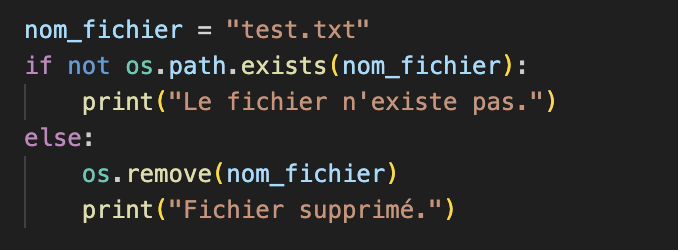 nom_fichier = "test.txt"
if not os.path.exists(nom_fichier):
    print("Le fichier n'existe pas.")
else:
    os.remove(nom_fichier)
    print("Fichier supprimé.")